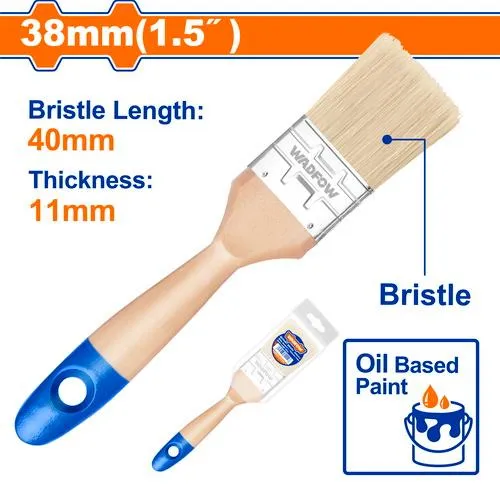 38mm(1.5″)
Bristle Length:
40mm
Thickness:
11mm
WADFOW
Bristle
Oil Based
Paint